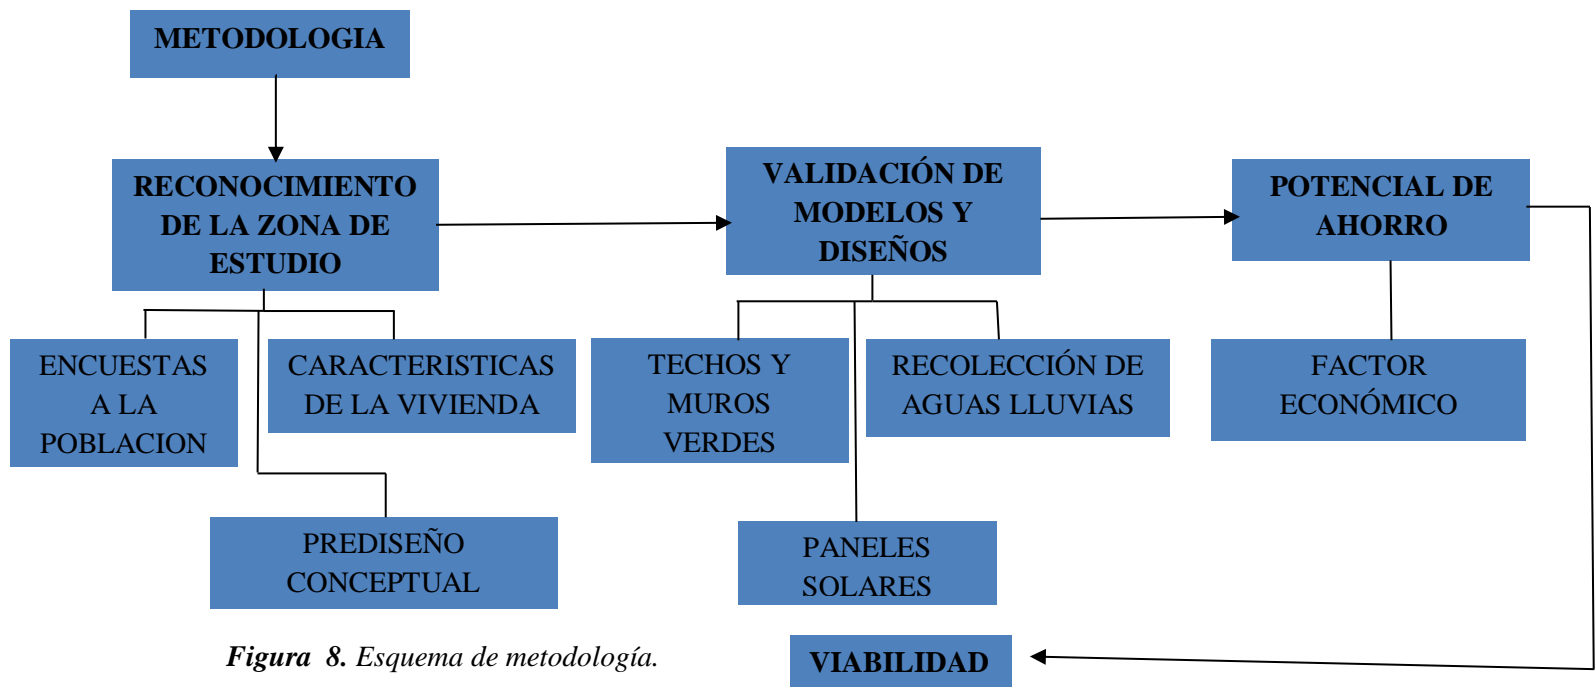 METODOLOGIA
RECONOCIMIENTO
DE LA ZONA DE
ESTUDIO
VALIDACIÓN DE
MODELOS Y
DISEÑOS
POTENCIAL DE
AHORRO
ENCUESTAS
A LA
POBLACION
CARACTERISTICAS
DE LA VIVIENDA
TECHOS Y
MUROS
VERDES
RECOLECCIÓN DE
AGUAS LLUVIAS
FACTOR
ECONÓMICO
PREDISEÑO
CONCEPTUAL
PANELES
SOLARES
Figura 8. Esquema de metodología.
VIABILIDAD